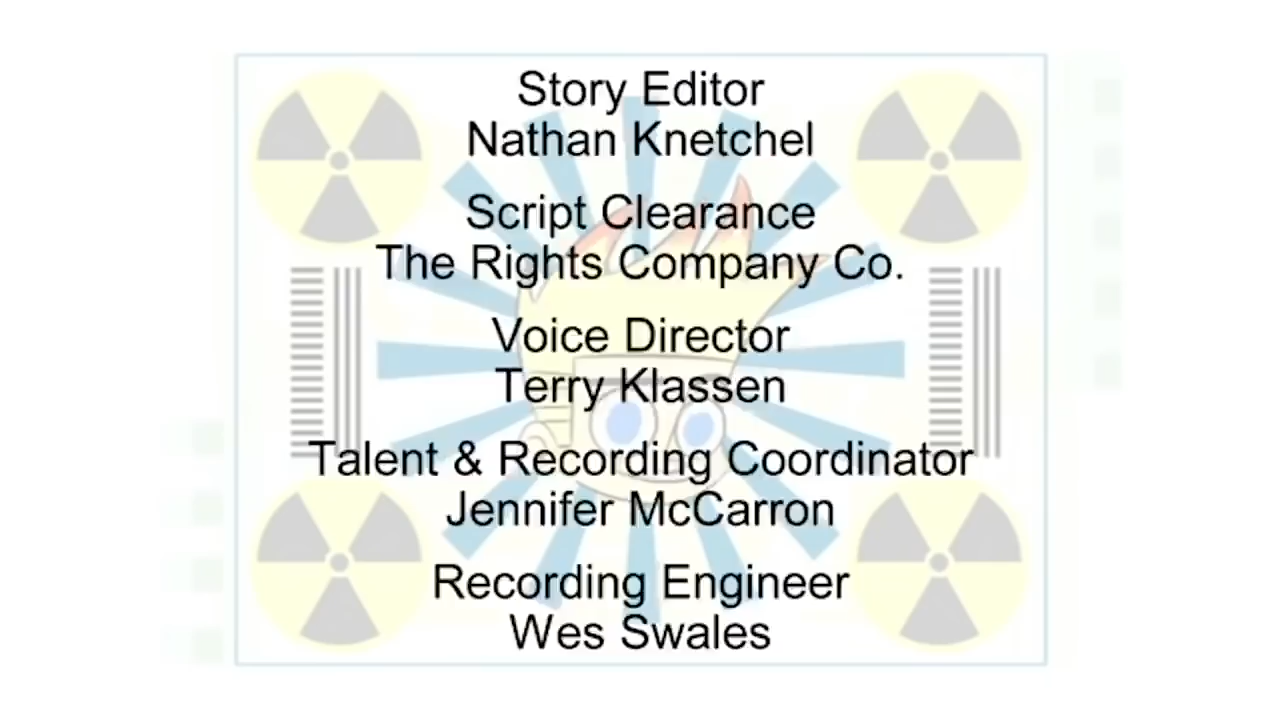 Story Editor
Nathan Knetchel
Script Clearance
The Rights Company Co.
Voice Director
Terry Klassen
Talent & Recording Coordinator
Jennifer McCarron
Recording Engineer
Wes Swales